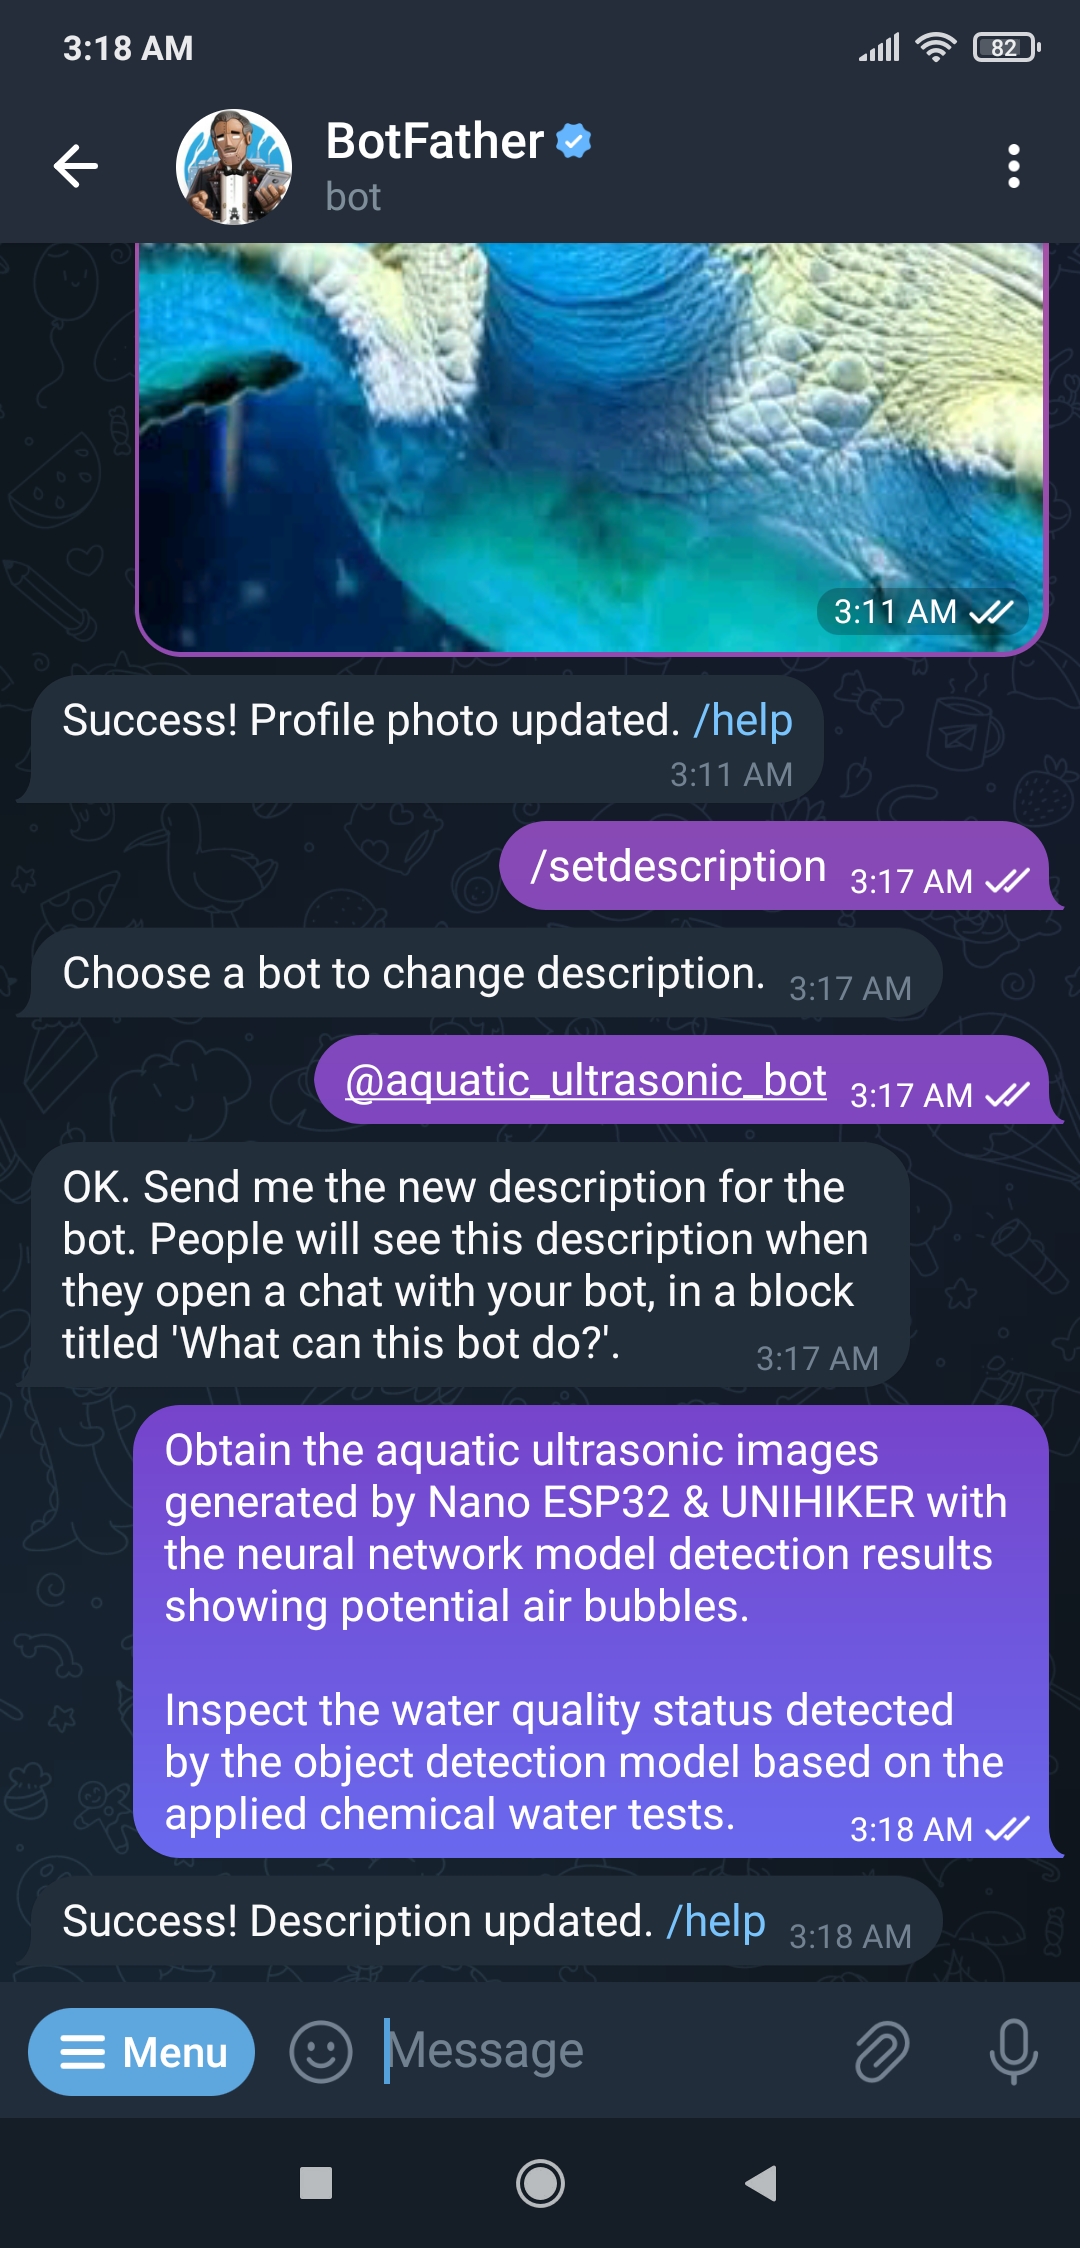 3:18 AM
82
BotFather
bot
3:11 AM
Success! Profile photo updated. /help
3:11 AM
/setdescription 3:17 AM
Choose a bot to change description. 3:17 AM
@aquatic_ultrasonic_bot 3:17 AM
OK. Send me the new description for the
bot. People will see this description when
they open a chat with your bot, in a block
titled 'What can this bot do?'. 3:17 AM
Obtain the aquatic ultrasonic images
generated by Nano ESP32 & UNIHIKER with
the neural network model detection results
showing potential air bubbles.
Inspect the water quality status detected
by the object detection model based on the
applied chemical water tests. 3:18 AM
Success! Description updated. /help 3:18 AM
Menu
Message